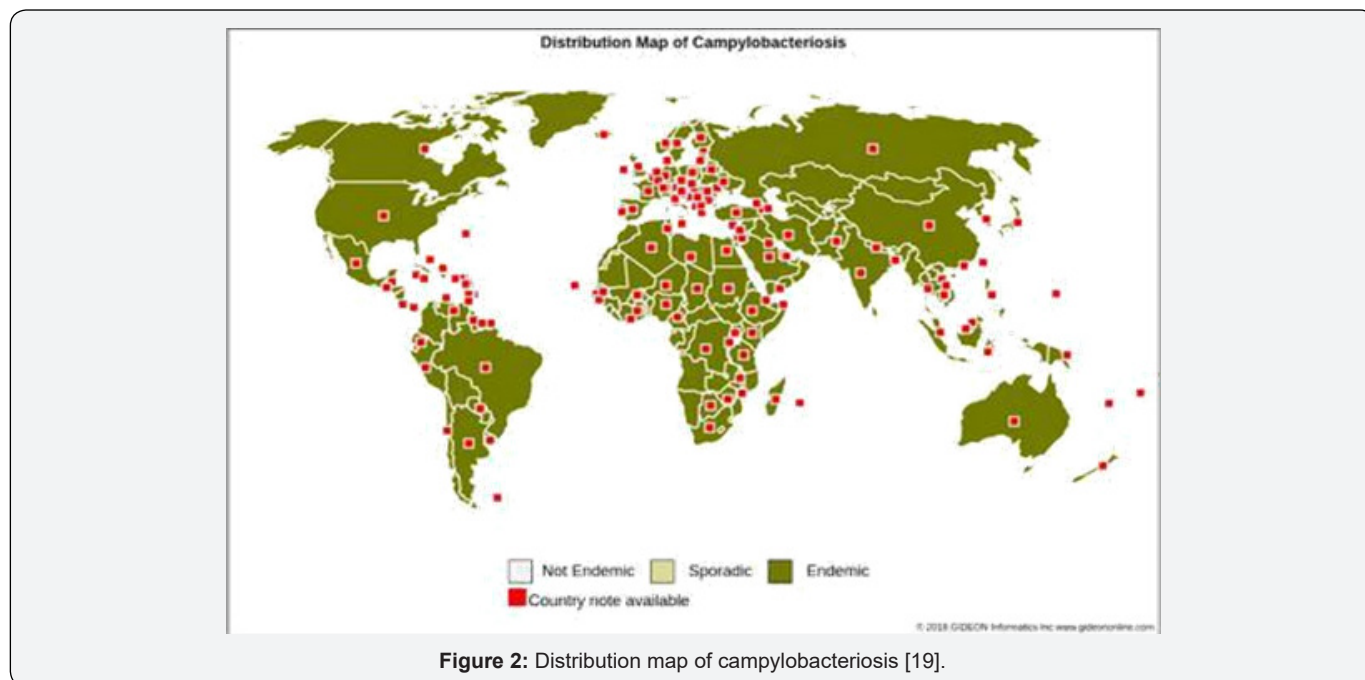 Distribution Map of Campylobacteriosis
Not Endemic Sporadic Endemic
Country note available
© 2018 GIDEON Informatics Inc www.gideononline.com
Figure 2: Distribution map of campylobacteriosis [19].